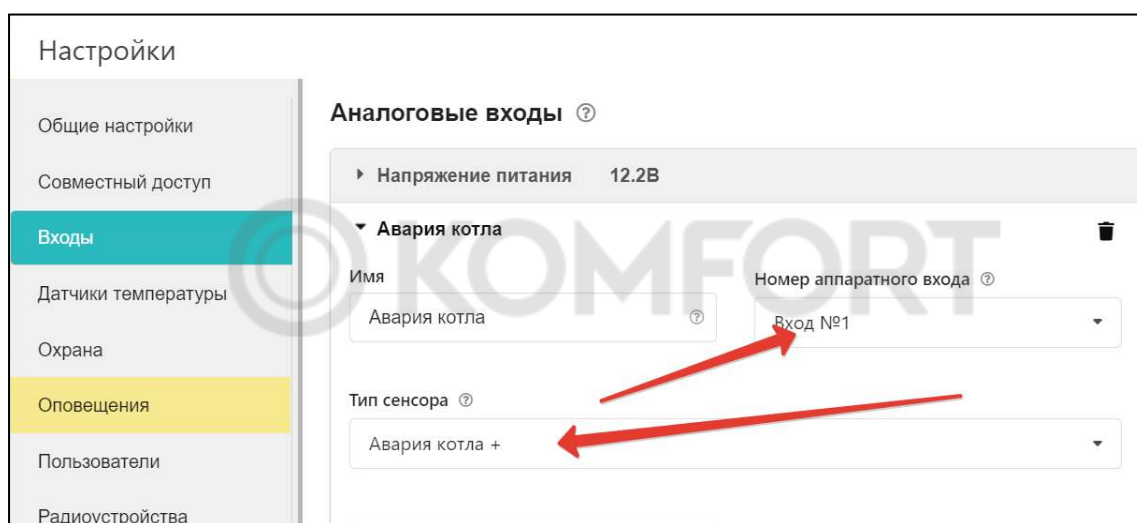 Настройки
Общие настройки
Совместный доступ
Входы
Датчики температуры
Охрана
Оповещения
Пользователи
Радиоустройства
Аналоговые входы
Напряжение питания 12.2В
Авария котла
Имя
Номер аппаратного входа
Авария котла
Вход №1
Тип сенсора
Авария котла +
KOMFORT